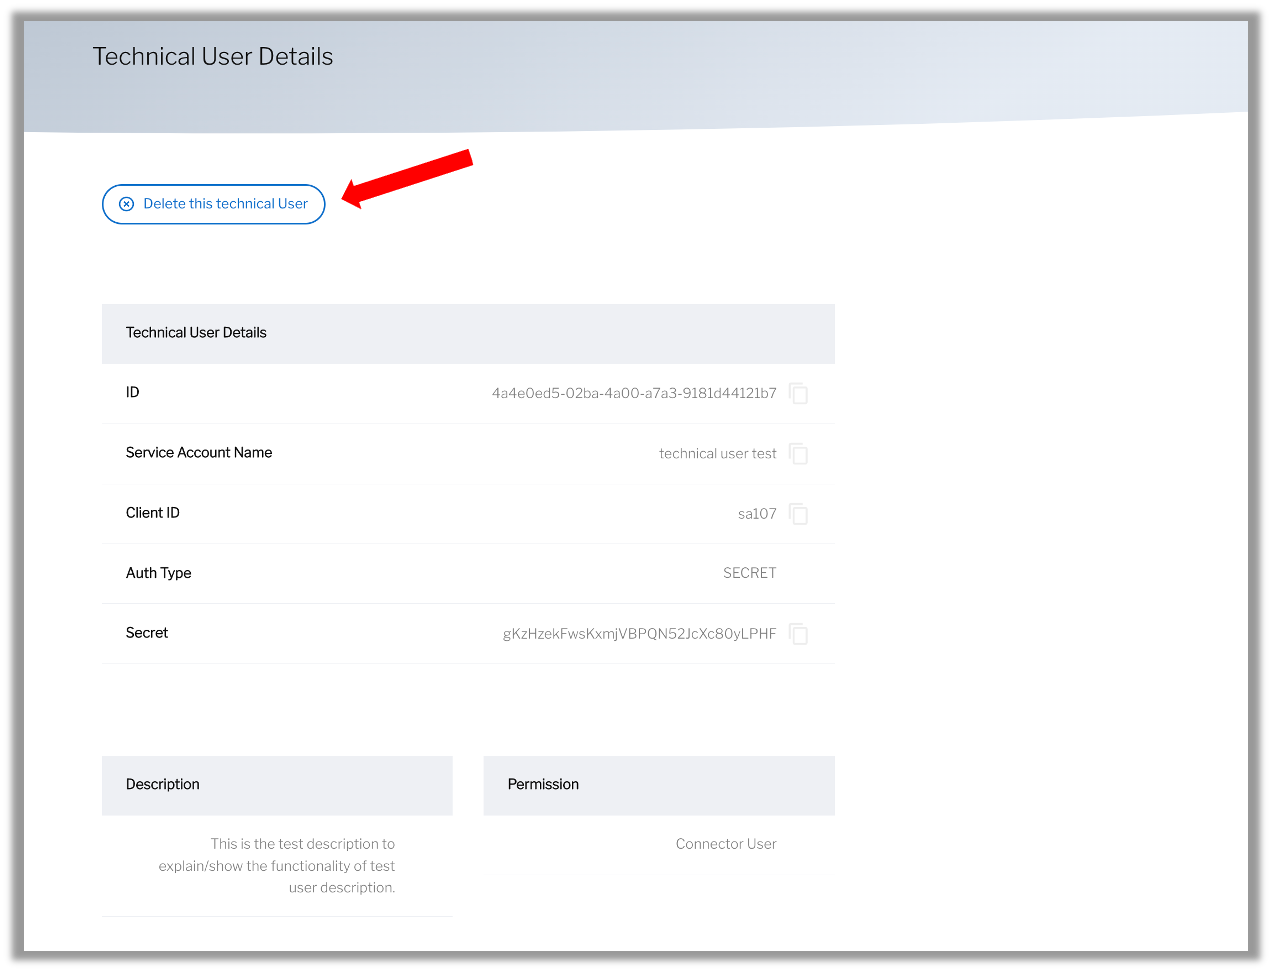 Technical User Details
Delete this technical User
Technical User Details
ID 4a4e0ed5-02ba-4a00-a7a3-9181d44121b7
Service Account Name technical user test
Client ID sa107
Auth Type SECRET
Secret gKzHzekFwsKxmjVBPQN52JcXc80yLPHF
Description
This is the test description to
explain/show the functionality of test
user description.
Permission
Connector User